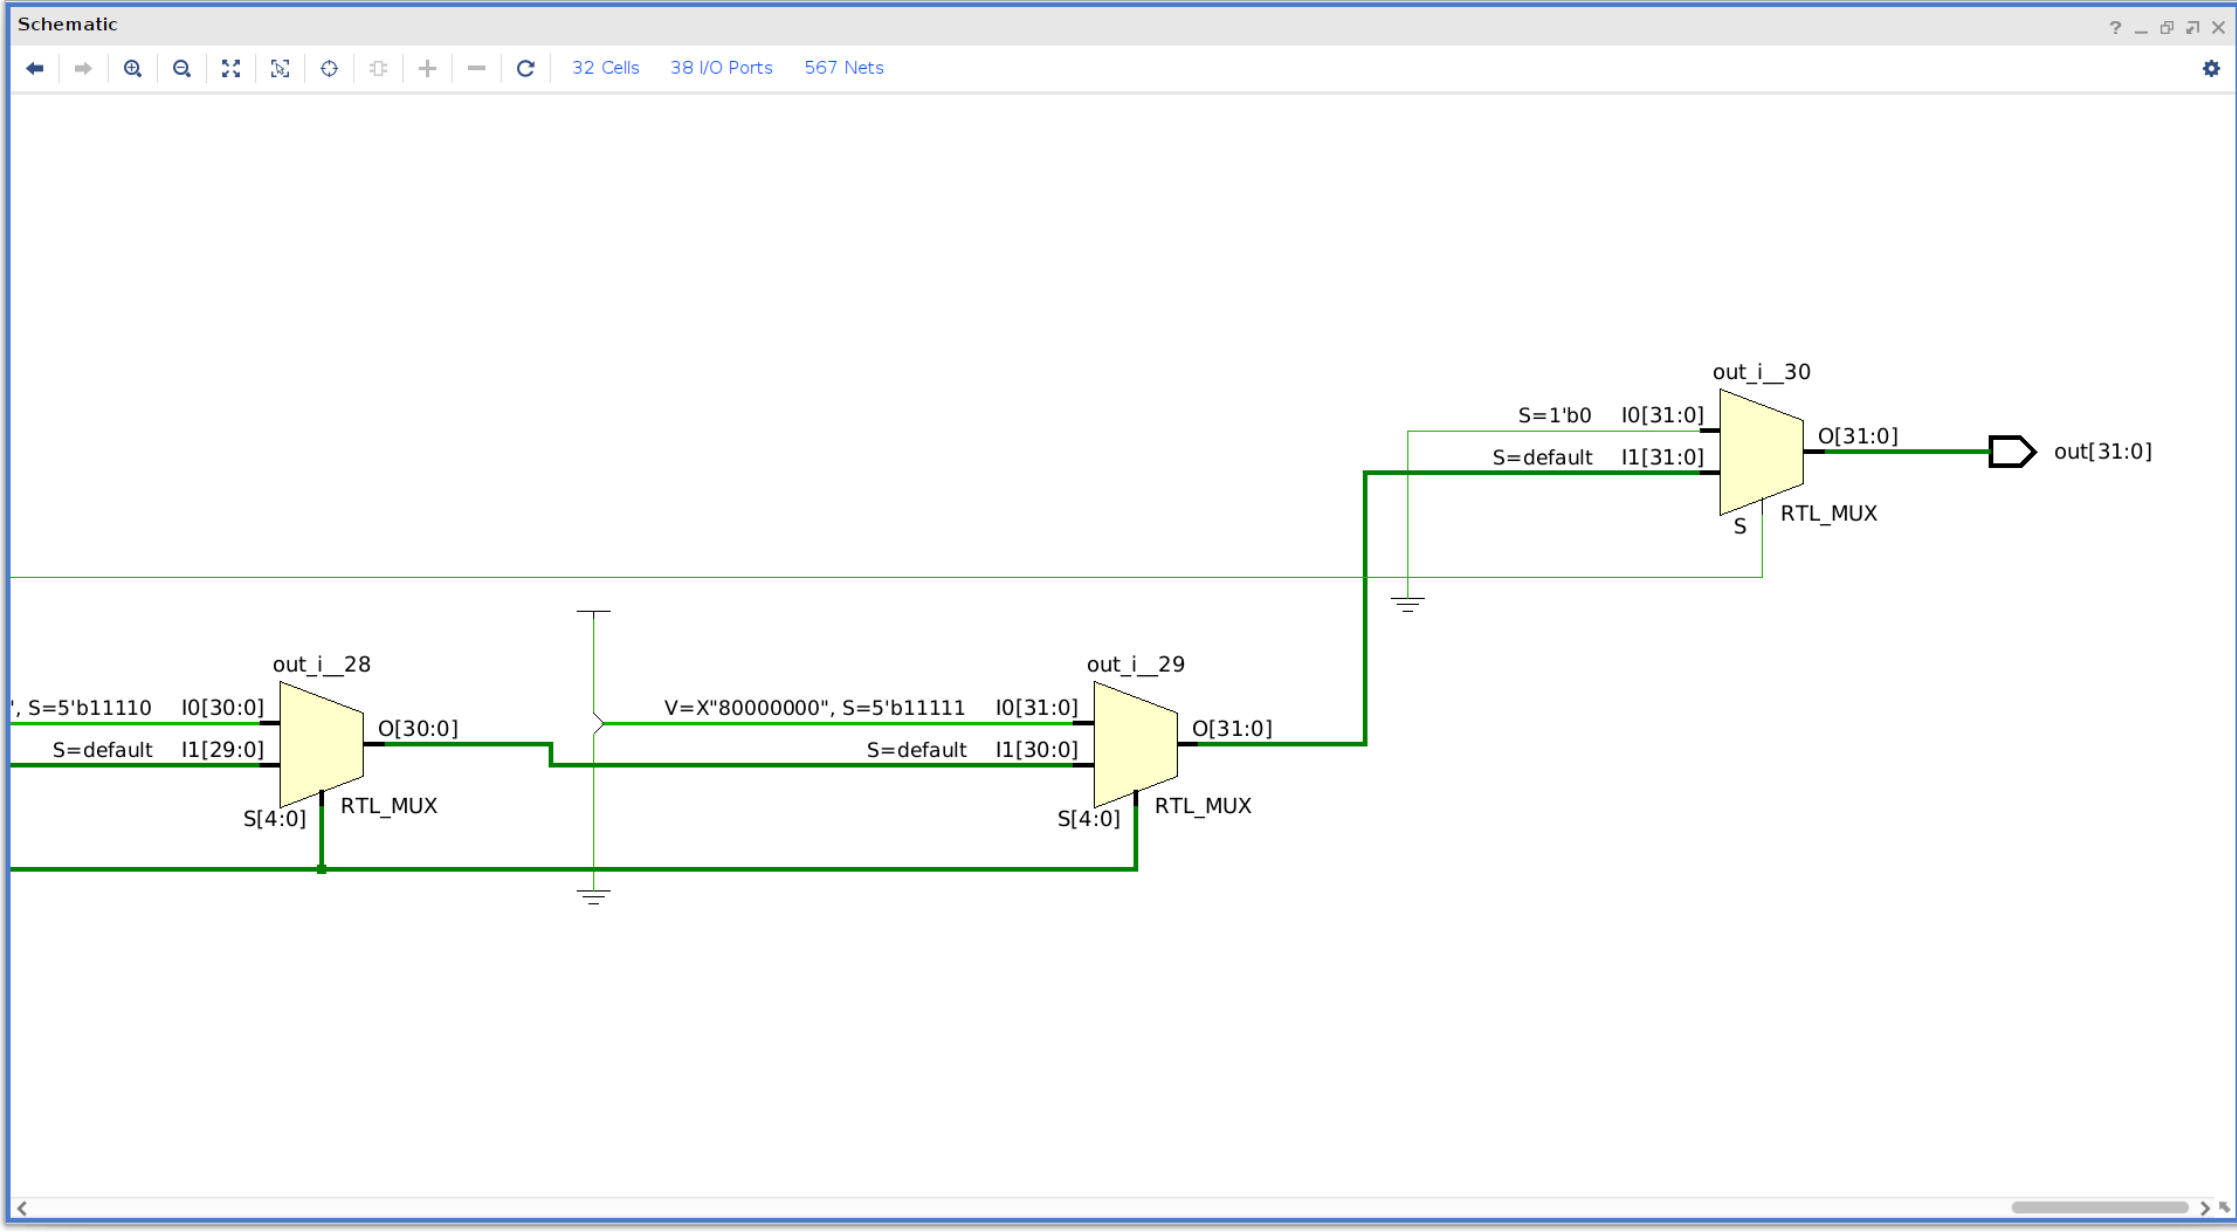 Schematic
32 Cells 38 I/O Ports 567 Nets
out_i__30
S=1'b0 I0[31:0]
O[31:0]
S=default I1[31:0]
out[31:0]
S RTL_MUX
out_i__28
', S=5'b11110 I0[30:0]
O[30:0]
S=default I1[29:0]
S[4:0] RTL_MUX
out_i__29
V=X"80000000", S=5'b11111 I0[31:0]
O[31:0]
S=default I1[30:0]
S[4:0] RTL_MUX